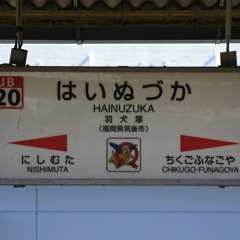 JB
20
はいぬづか
HAINUZUKA
羽犬塚
(福岡県筑後市)
にしむた
NISHIMUTA
ちくごふなごや
CHIKUGO-FUNAGOYA